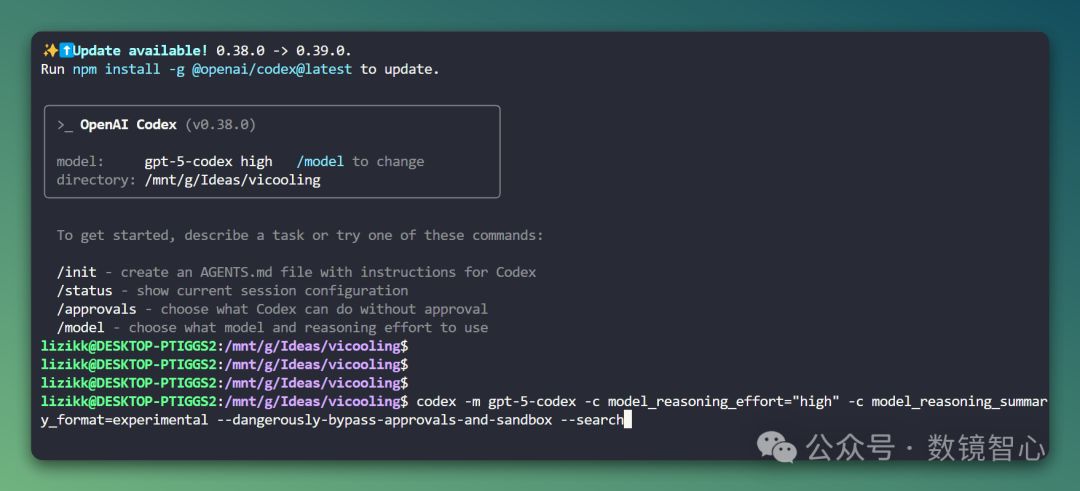 ✨⬆️Update available! 0.38.0 -> 0.39.0.
Run npm install -g @openai/codex@latest to update.
>_ OpenAI Codex (v0.38.0)
model: gpt-5-codex high /model to change
directory: /mnt/g/Ideas/vicooling
To get started, describe a task or try one of these commands:
/init - create an AGENTS.md file with instructions for Codex
/status - show current session configuration
/approvals - choose what Codex can do without approval
/model - choose what model and reasoning effort to use
lizikk@DESKTOP-PTIGGS2:/mnt/g/Ideas/vicooling$
lizikk@DESKTOP-PTIGGS2:/mnt/g/Ideas/vicooling$
lizikk@DESKTOP-PTIGGS2:/mnt/g/Ideas/vicooling$
lizikk@DESKTOP-PTIGGS2:/mnt/g/Ideas/vicooling$ codex -m gpt-5-codex -c model_reasoning_effort="high" -c model_reasoning_summar
y_format=experimental --dangerously-bypass-approvals-and-sandbox --search
公众号 · 数镜智心